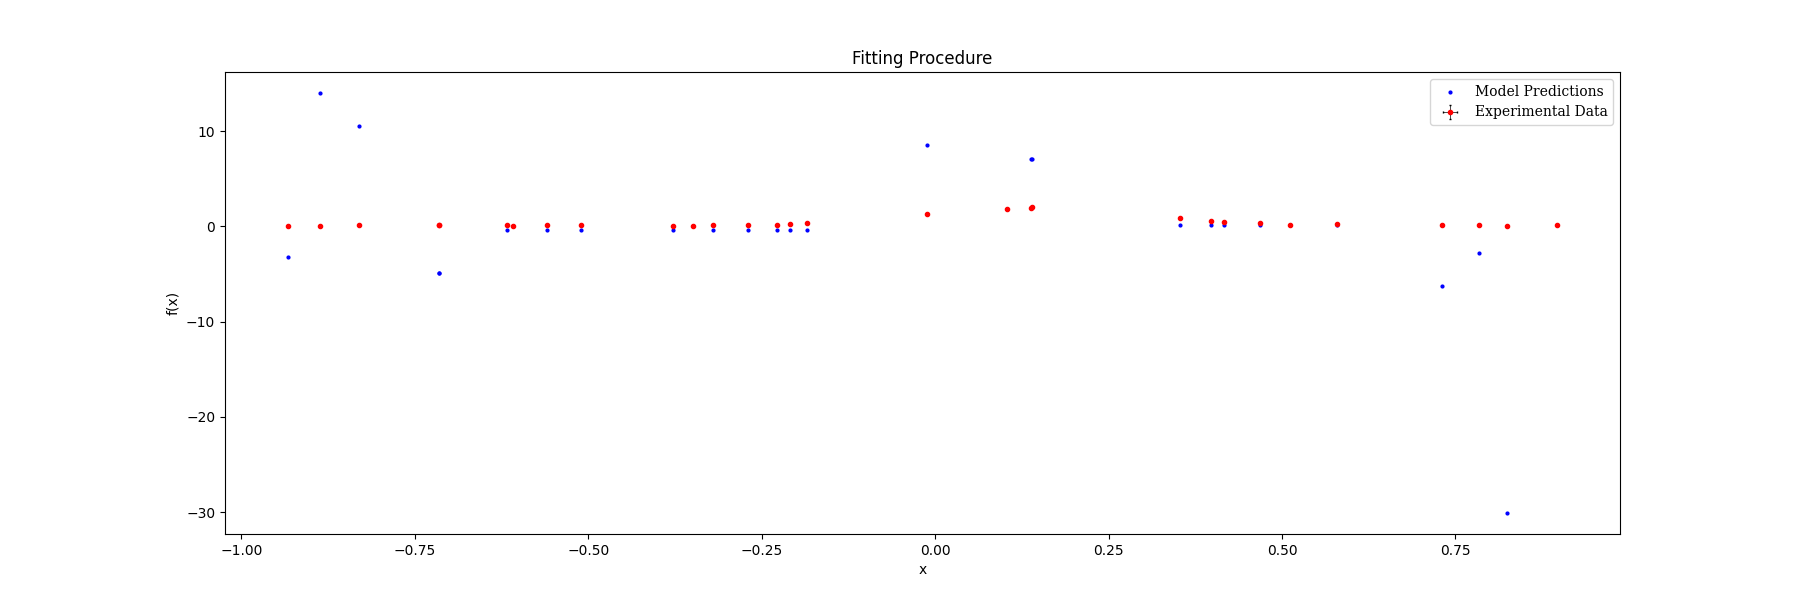 Fitting Procedure
Model Predictions
Experimental Data
10
0
−10
−20
−30
f(x)
−1.00
−0.75
−0.50
−0.25
0.00
0.25
0.50
0.75
x